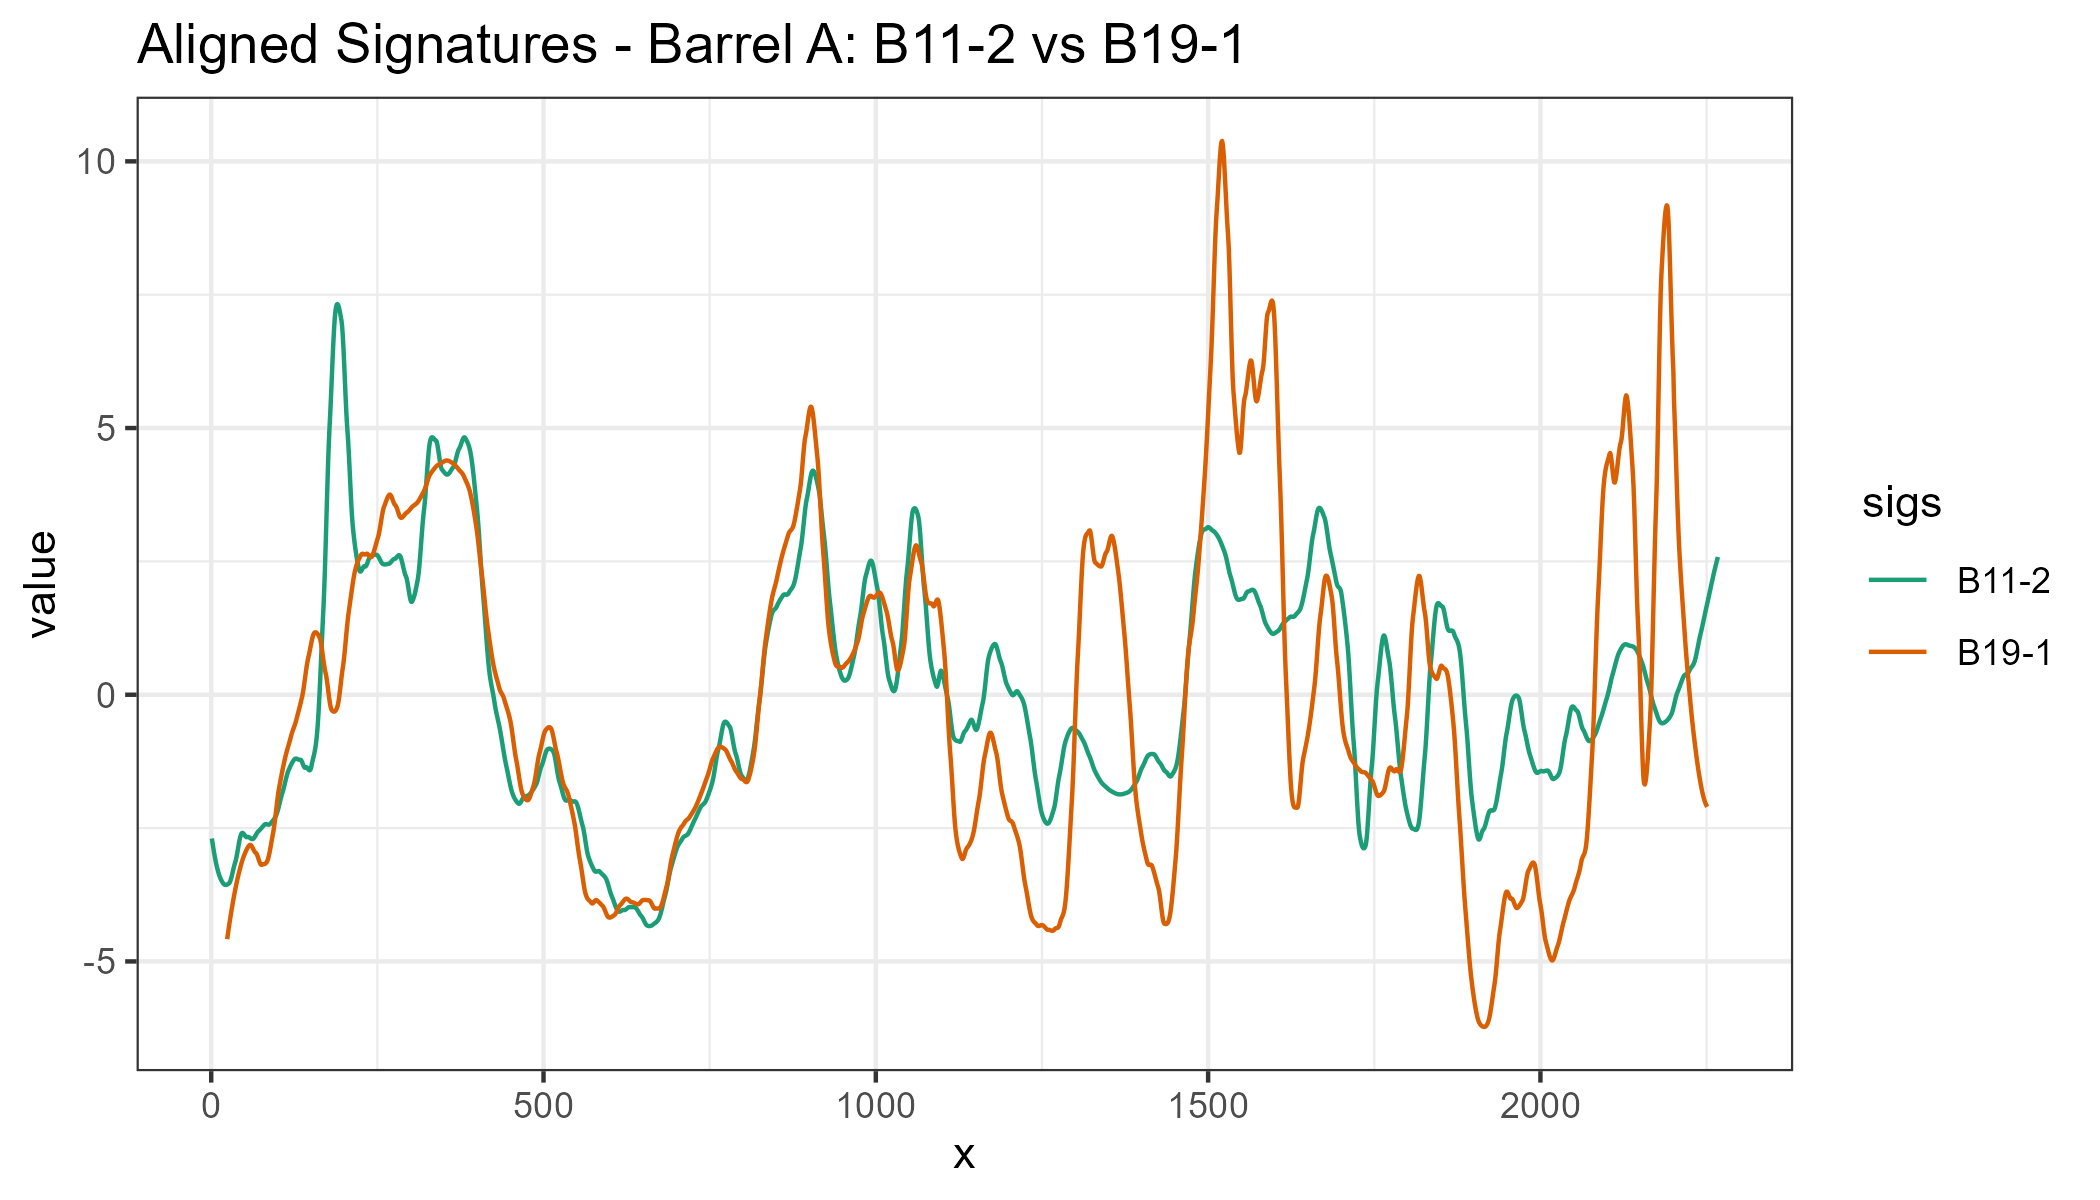 Aligned Signatures - Barrel A: B11-2 vs B19-1
10
5
0
-5
value
0 500 1000 1500 2000
x
sigs
B11-2
B19-1